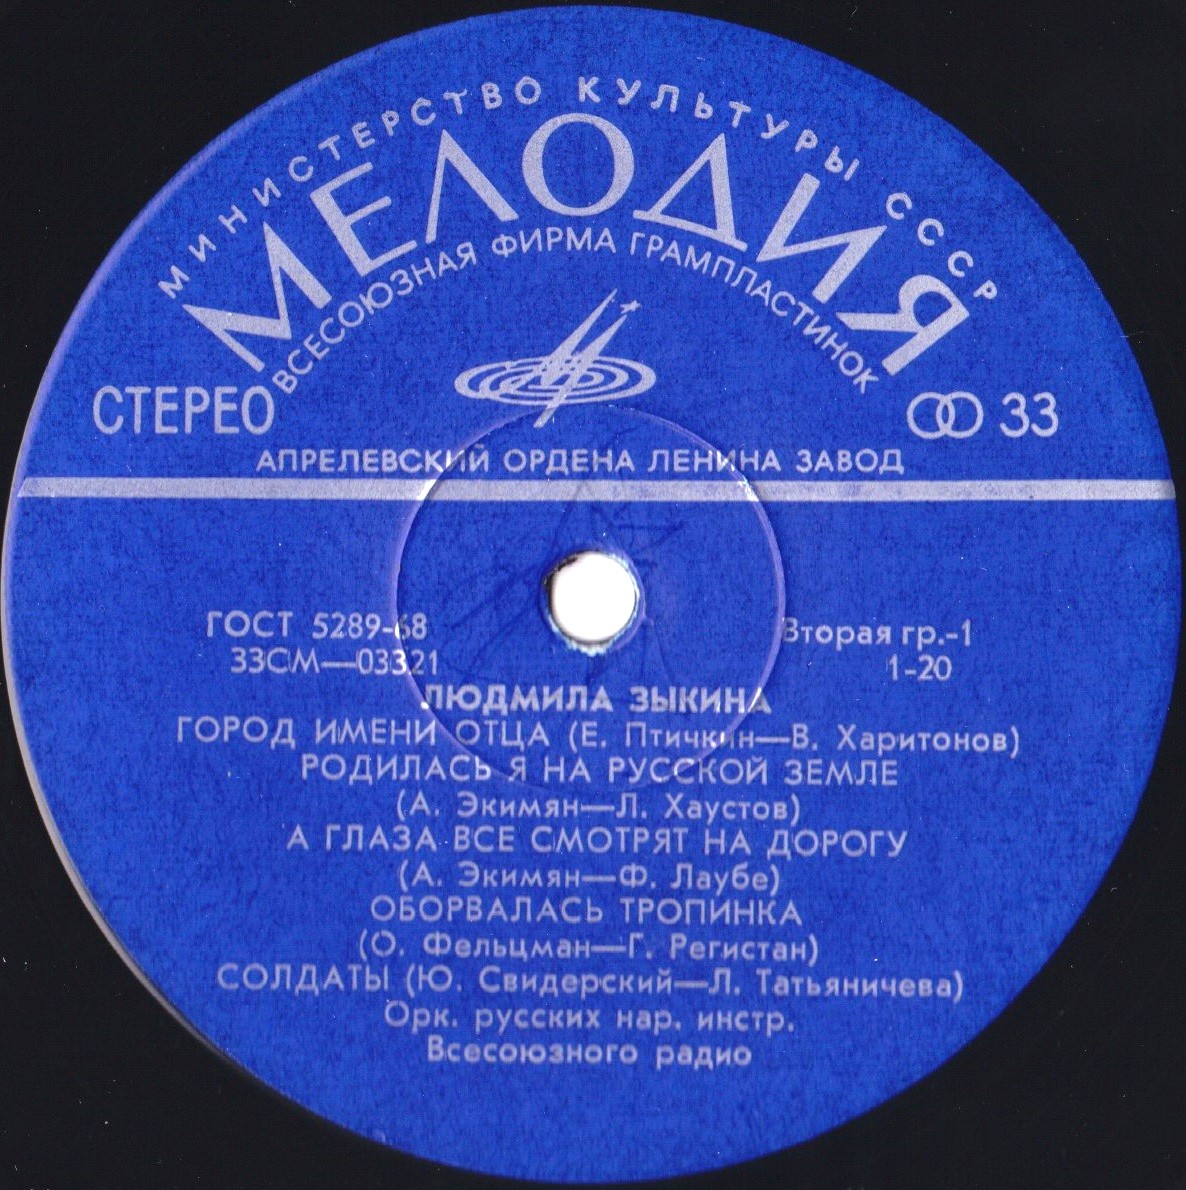 МИНИСТЕРСТВО КУЛЬТУРЫ СССР
МЕЛОДИЯ
ВСЕСОЮЗНАЯ ФИРМА ГРАМПЛАСТИНОК
СТЕРЕО
33
АПРЕЛЕВСКИЙ ОРДЕНА ЛЕНИНА ЗАВОД
ГОСТ 5289-68
Вторая гр.-1
33СМ—03321
1-20
ЛЮДМИЛА ЗЫКИНА
ГОРОД ИМЕНИ ОТЦА (Е. Птичкин—В. Харитонов)
РОДИЛАСЬ Я НА РУССКОЙ ЗЕМЛЕ
(А. Экимян—Л. Хаустов)
А ГЛАЗА ВСЕ СМОТРЯТ НА ДОРОГУ
(А. Экимян—Ф. Лаубе)
ОБОРВАЛАСЬ ТРОПИНКА
(О. Фельцман—Г. Регистан)
СОЛДАТЫ (Ю. Свидерский—Л. Татьяничева)
Орк. русских нар. инстр.
Всесоюзного радио